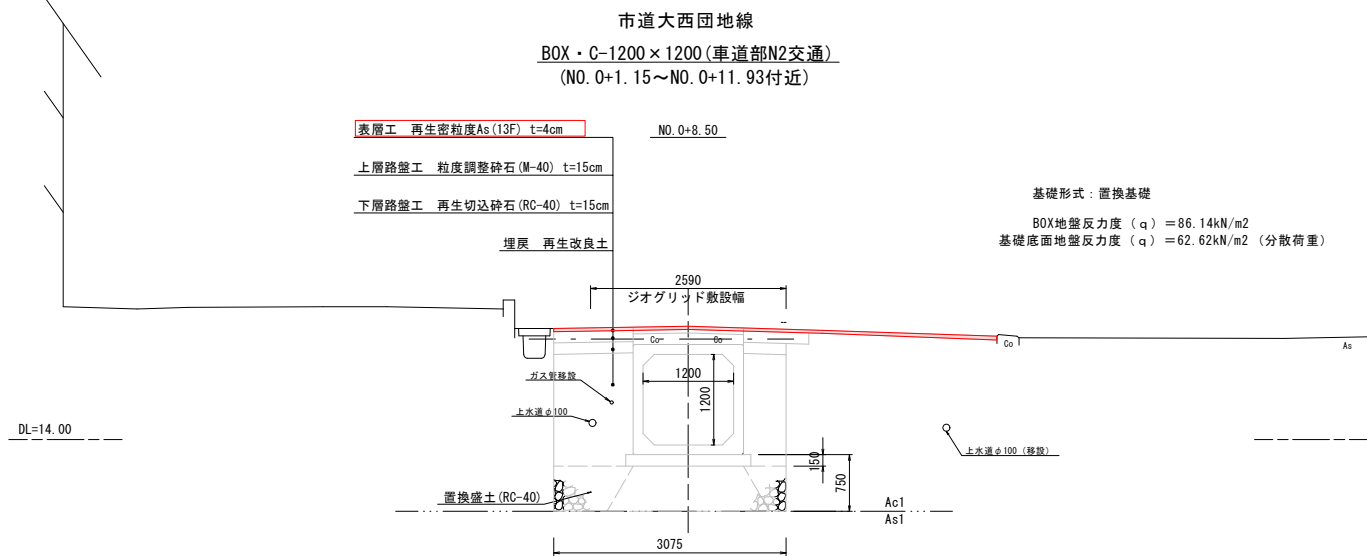 市道大西団地線
BOX・C-1200×1200(車道部N2交通)
(NO.0+1.15～NO.0+11.93付近)
表層工　再生密粒度As(13F) t=4cm
NO.0+8.50
上層路盤工　粒度調整砕石(M-40) t=15cm
下層路盤工　再生切込砕石(RC-40) t=15cm
埋戻　再生改良土
基礎形式：置換基礎
BOX地盤反力度（ｑ）＝86.14kN/m2
基礎底面地盤反力度（ｑ）＝62.62kN/m2（分散荷重）
2590
ジオグリッド敷設幅
Co
Co
Co
As
ガス管移設
1200
1200
上水道φ100
DL=14.00
上水道φ100（移設）
150
750
置換盛土(RC-40)
Ac1
As1
3075